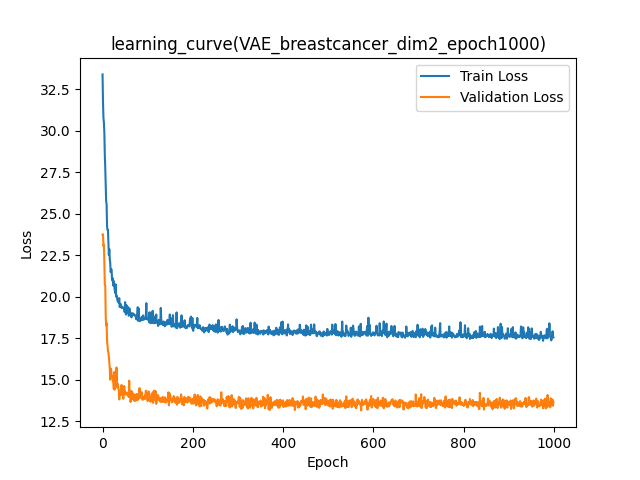 learning_curve(VAE_breastcancer_dim2_epoch1000)
Train Loss
Validation Loss
32.5
30.0
27.5
25.0
22.5
20.0
17.5
15.0
12.5
Loss
0 200 400 600 800 1000
Epoch